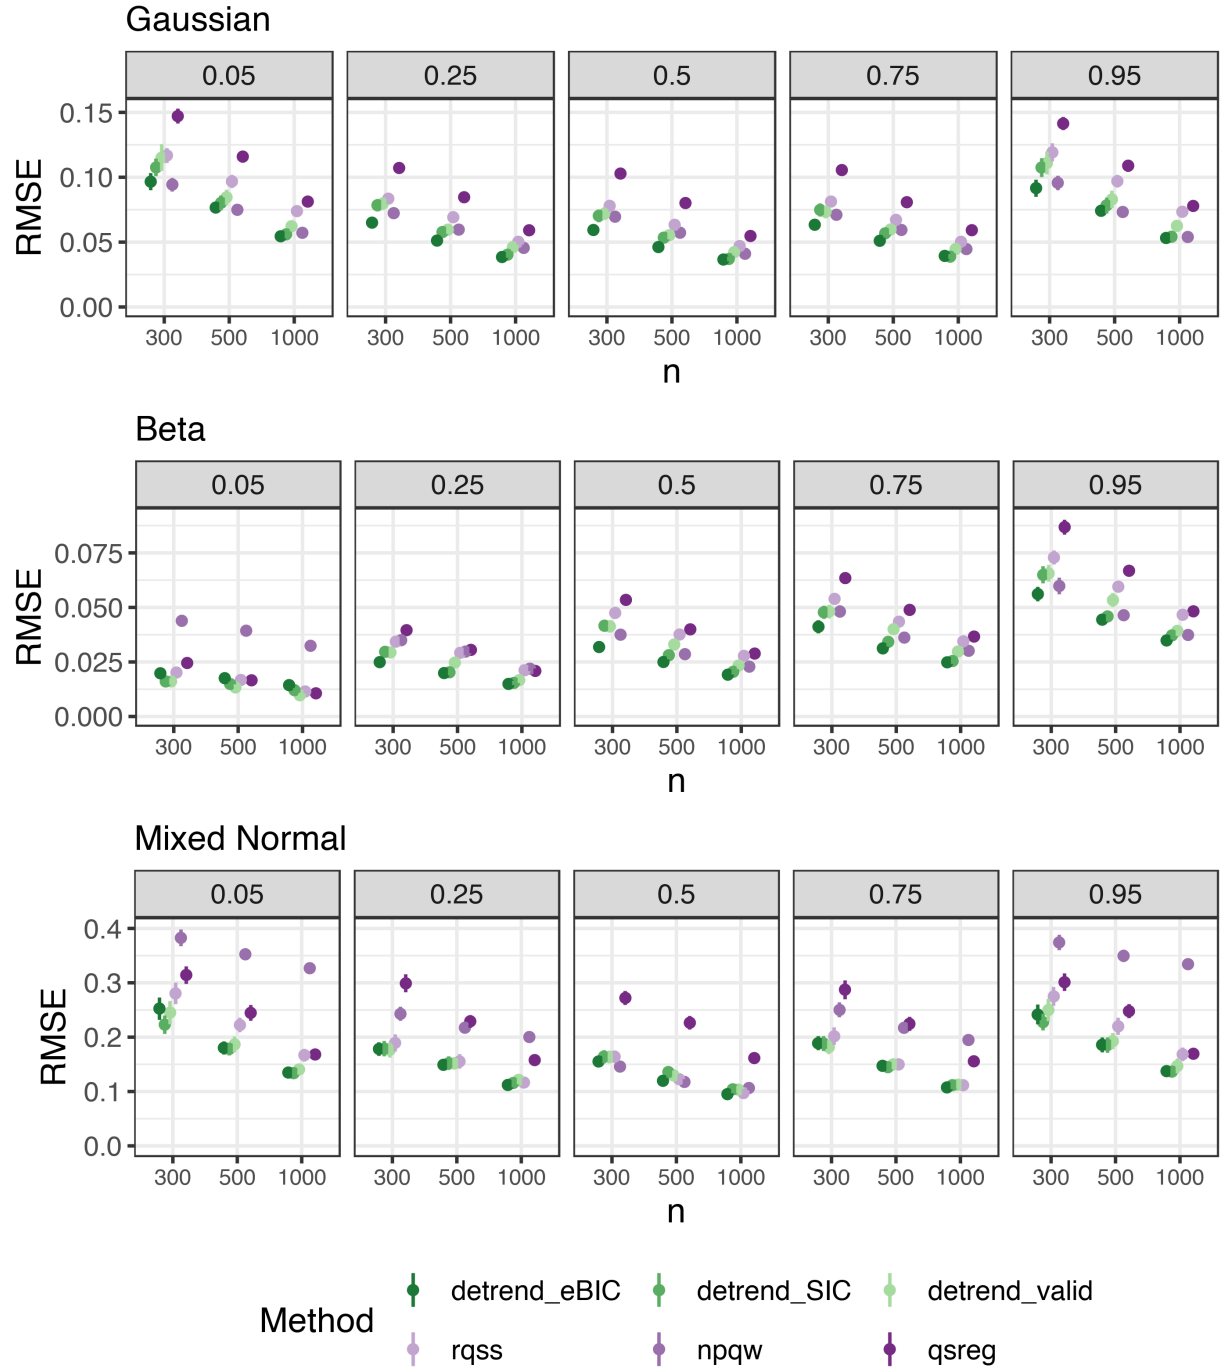 Gaussian
0.05 0.25 0.5 0.75 0.95
0.15
0.10
0.05
0.00
RMSE
300 500 1000 300 500 1000 300 500 1000 300 500 1000 300 500 1000
n
Beta
0.05 0.25 0.5 0.75 0.95
0.075
0.050
0.025
0.000
RMSE
300 500 1000 300 500 1000 300 500 1000 300 500 1000 300 500 1000
n
Mixed Normal
0.05 0.25 0.5 0.75 0.95
0.4
0.3
0.2
0.1
0.0
RMSE
300 500 1000 300 500 1000 300 500 1000 300 500 1000 300 500 1000
n
Method
detrend_eBIC detrend_SIC detrend_valid
rqss npqw qsreg